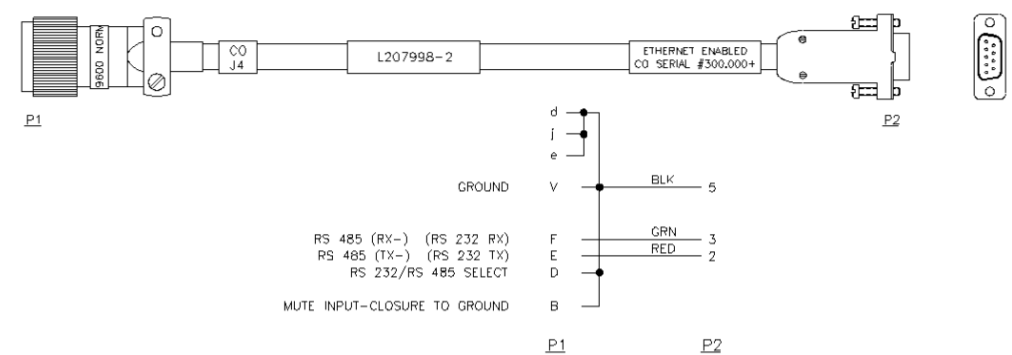 9600 NORM
CO
J4
L207998-2
ETHERNET ENABLED
CO SERIAL #300.000+
P1
P2
d
j
e
GROUND V BLK 5
RS 485 (RX-) (RS 232 RX) F GRN 3
RS 485 (TX-) (RS 232 TX) E RED 2
RS 232/RS 485 SELECT D
MUTE INPUT-CLOSURE TO GROUND B
P1 P2